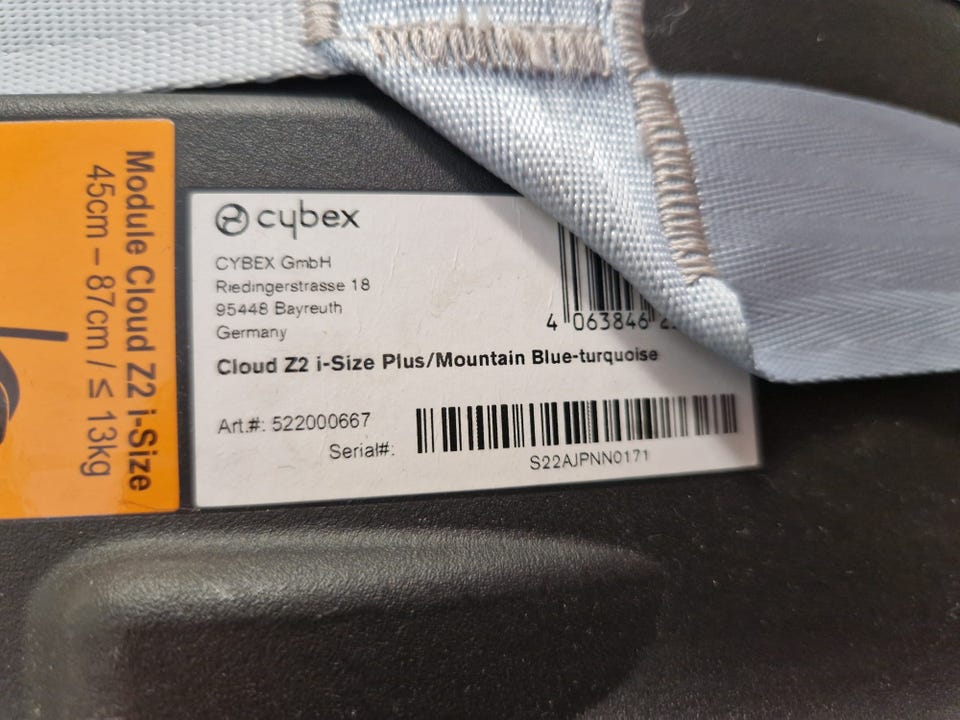 Module Cloud Z2 i-Size
45cm – 87cm / ≤ 13kg
cybex
CYBEX GmbH
Riedingerstrasse 18
95448 Bayreuth
Germany
4 063846
Cloud Z2 i-Size Plus/Mountain Blue-turquoise
Art.#: 522000667
Serial#:
S22AJPNN0171